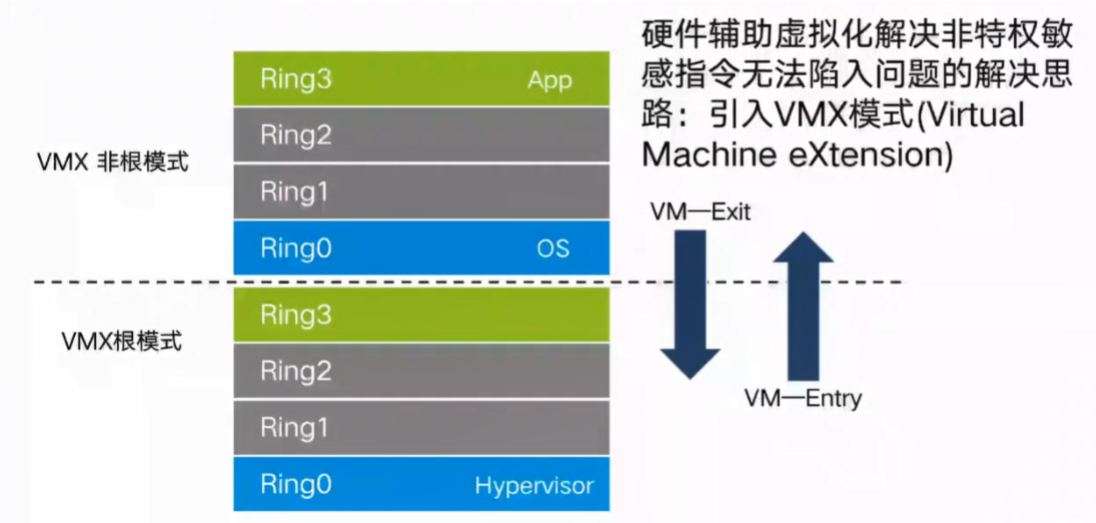 硬件辅助虚拟化解决非特权敏
感指令无法陷入问题的解决思
路：引入VMX模式(Virtual
Machine eXtension)
VMX 非根模式
Ring3 App
Ring2
Ring1
Ring0 OS
VM—Exit
VMX根模式
Ring3
Ring2
Ring1
Ring0 Hypervisor
VM—Entry